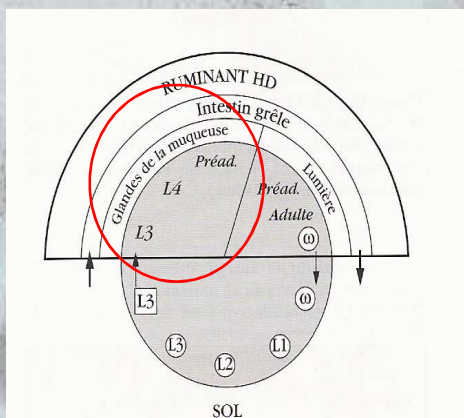 RUMINANT HD
Intestin grêle
Glandes de la muqueuse
Lumière
Préad.
L4
Préad.
Adulte
L3
ω
L3
ω
L3
L2
L1
SOL